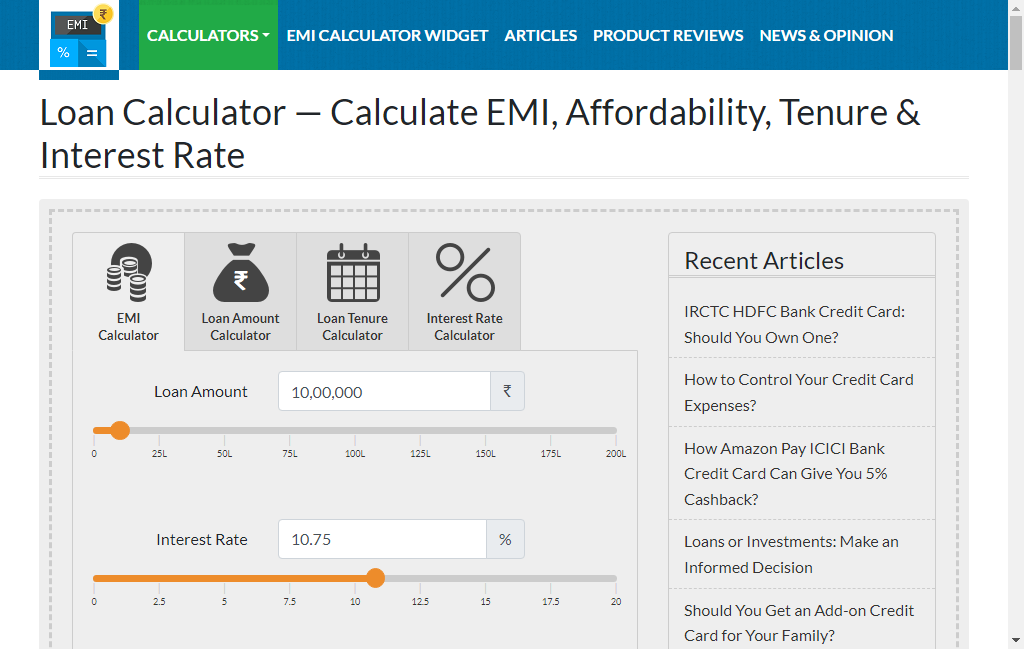 EMI
₹
%
=
CALCULATORS
EMI CALCULATOR WIDGET
ARTICLES
PRODUCT REVIEWS
NEWS & OPINION
Loan Calculator — Calculate EMI, Affordability, Tenure &
Interest Rate
EMI
Calculator
₹
Loan Amount
Calculator
Loan Tenure
Calculator
Interest Rate
Calculator
Loan Amount
10,00,000
₹
0 25L 50L 75L 100L 125L 150L 175L 200L
Interest Rate
10.75
%
0 2.5 5 7.5 10 12.5 15 17.5 20
Recent Articles
IRCTC HDFC Bank Credit Card:
Should You Own One?
How to Control Your Credit Card
Expenses?
How Amazon Pay ICICI Bank
Credit Card Can Give You 5%
Cashback?
Loans or Investments: Make an
Informed Decision
Should You Get an Add-on Credit
Card for Your Family?